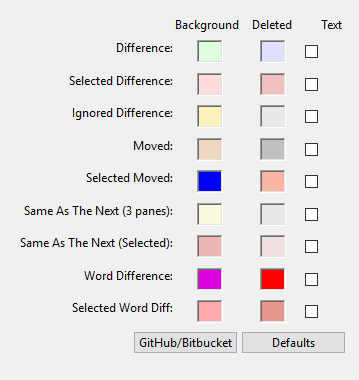 Background Deleted Text
Difference:
Selected Difference:
Ignored Difference:
Moved:
Selected Moved:
Same As The Next (3 panes):
Same As The Next (Selected):
Word Difference:
Selected Word Diff:
GitHub/Bitbucket Defaults